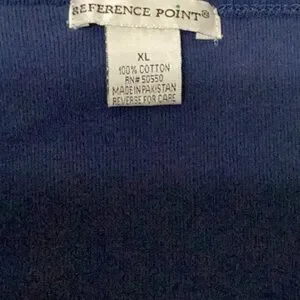 REFERENCE POINT®
XL
100% COTTON
RN# 50550
MADE IN PAKISTAN
REVERSE FOR CARE